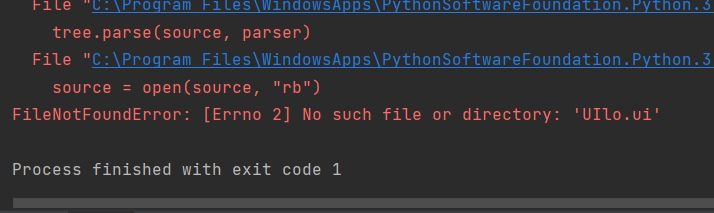 File "C:\Program Files\WindowsApps\PythonSoftwareFoundation.Python.3
tree.parse(source, parser)
File "C:\Program Files\WindowsApps\PythonSoftwareFoundation.Python.3
source = open(source, "rb")
FileNotFoundError: [Errno 2] No such file or directory: 'UIlo.ui'
Process finished with exit code 1